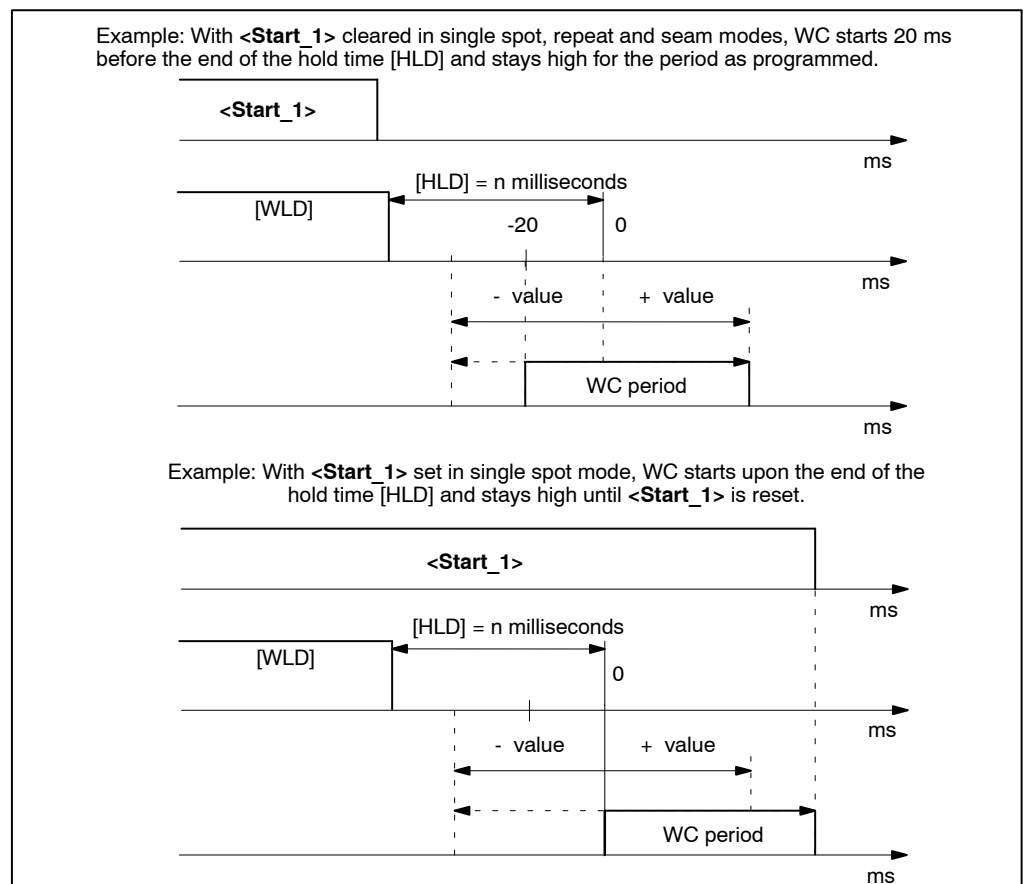 Example: With <Start_1> cleared in single spot, repeat and seam modes, WC starts 20 ms
before the end of the hold time [HLD] and stays high for the period as programmed.
<Start_1>
ms
[HLD] = n milliseconds
[WLD]
-20
0
ms
- value
+ value
WC period
ms
Example: With <Start_1> set in single spot mode, WC starts upon the end of the
hold time [HLD] and stays high until <Start_1> is reset.
<Start_1>
ms
[HLD] = n milliseconds
[WLD]
0
ms
- value
+ value
WC period
ms